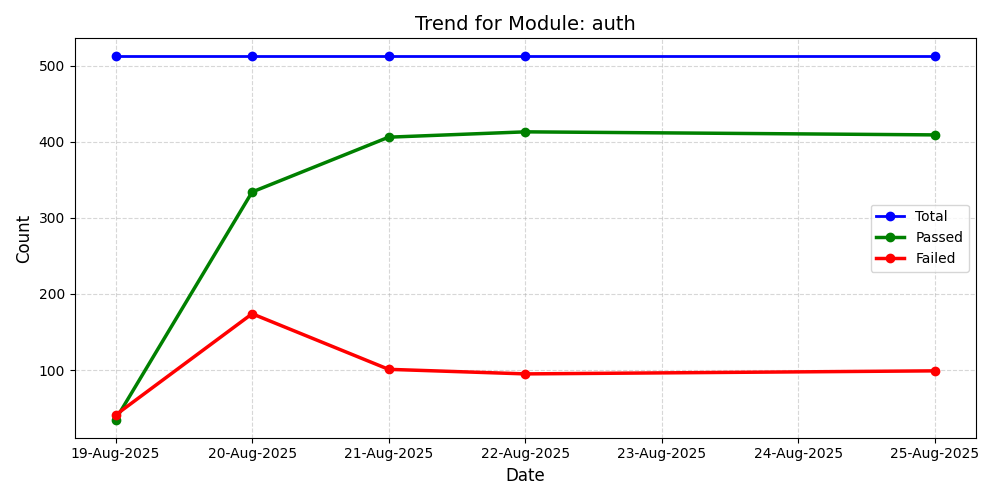 Trend for Module: auth
500
400
300
200
100
Count
Total
Passed
Failed
19-Aug-2025 20-Aug-2025 21-Aug-2025 22-Aug-2025 23-Aug-2025 24-Aug-2025 25-Aug-2025
Date